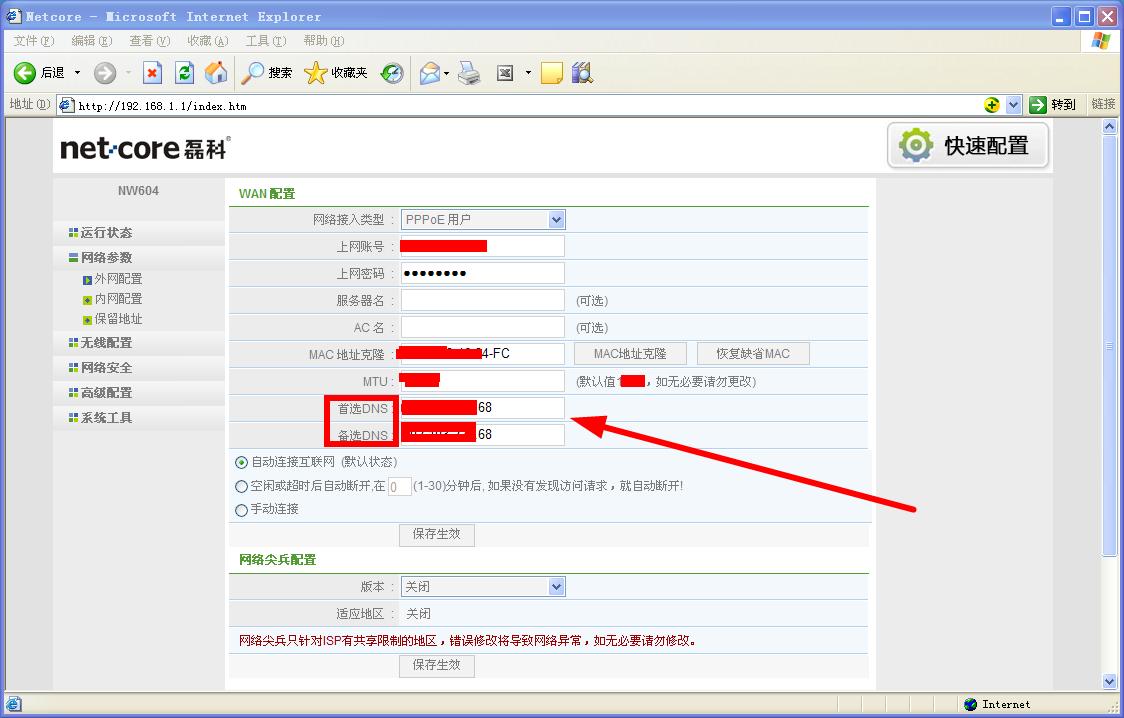 Netcore - Microsoft Internet Explorer
文件(F) 编辑(E) 查看(V) 收藏(A) 工具(T) 帮助(H)
后退 搜索 收藏夹
地址(D) http://192.168.1.1/index.htm 转到 链接
net·core磊科® 快速配置
NW604
运行状态
网络参数
外网配置
内网配置
保留地址
无线配置
网络安全
高级配置
系统工具
WAN 配置
网络接入类型 : PPPoE 用户
上网账号 :
上网密码 : ●●●●●●●●
服务器名 : (可选)
AC 名 : (可选)
MAC 地址克隆 : 4-FC MAC地址克隆 恢复缺省MAC
MTU : (默认值 ，如无必要请勿更改)
首选DNS : 68
备选DNS : 68
自动连接互联网 (默认状态)
空闲或超时后自动断开,在 0 (1-30)分钟后, 如果没有发现访问请求，就自动断开!
手动连接
保存生效
网络尖兵配置
版本 : 关闭
适应地区 : 关闭
网络尖兵只针对ISP有共享限制的地区，错误修改将导致网络异常，如无必要请勿修改。
保存生效
Internet